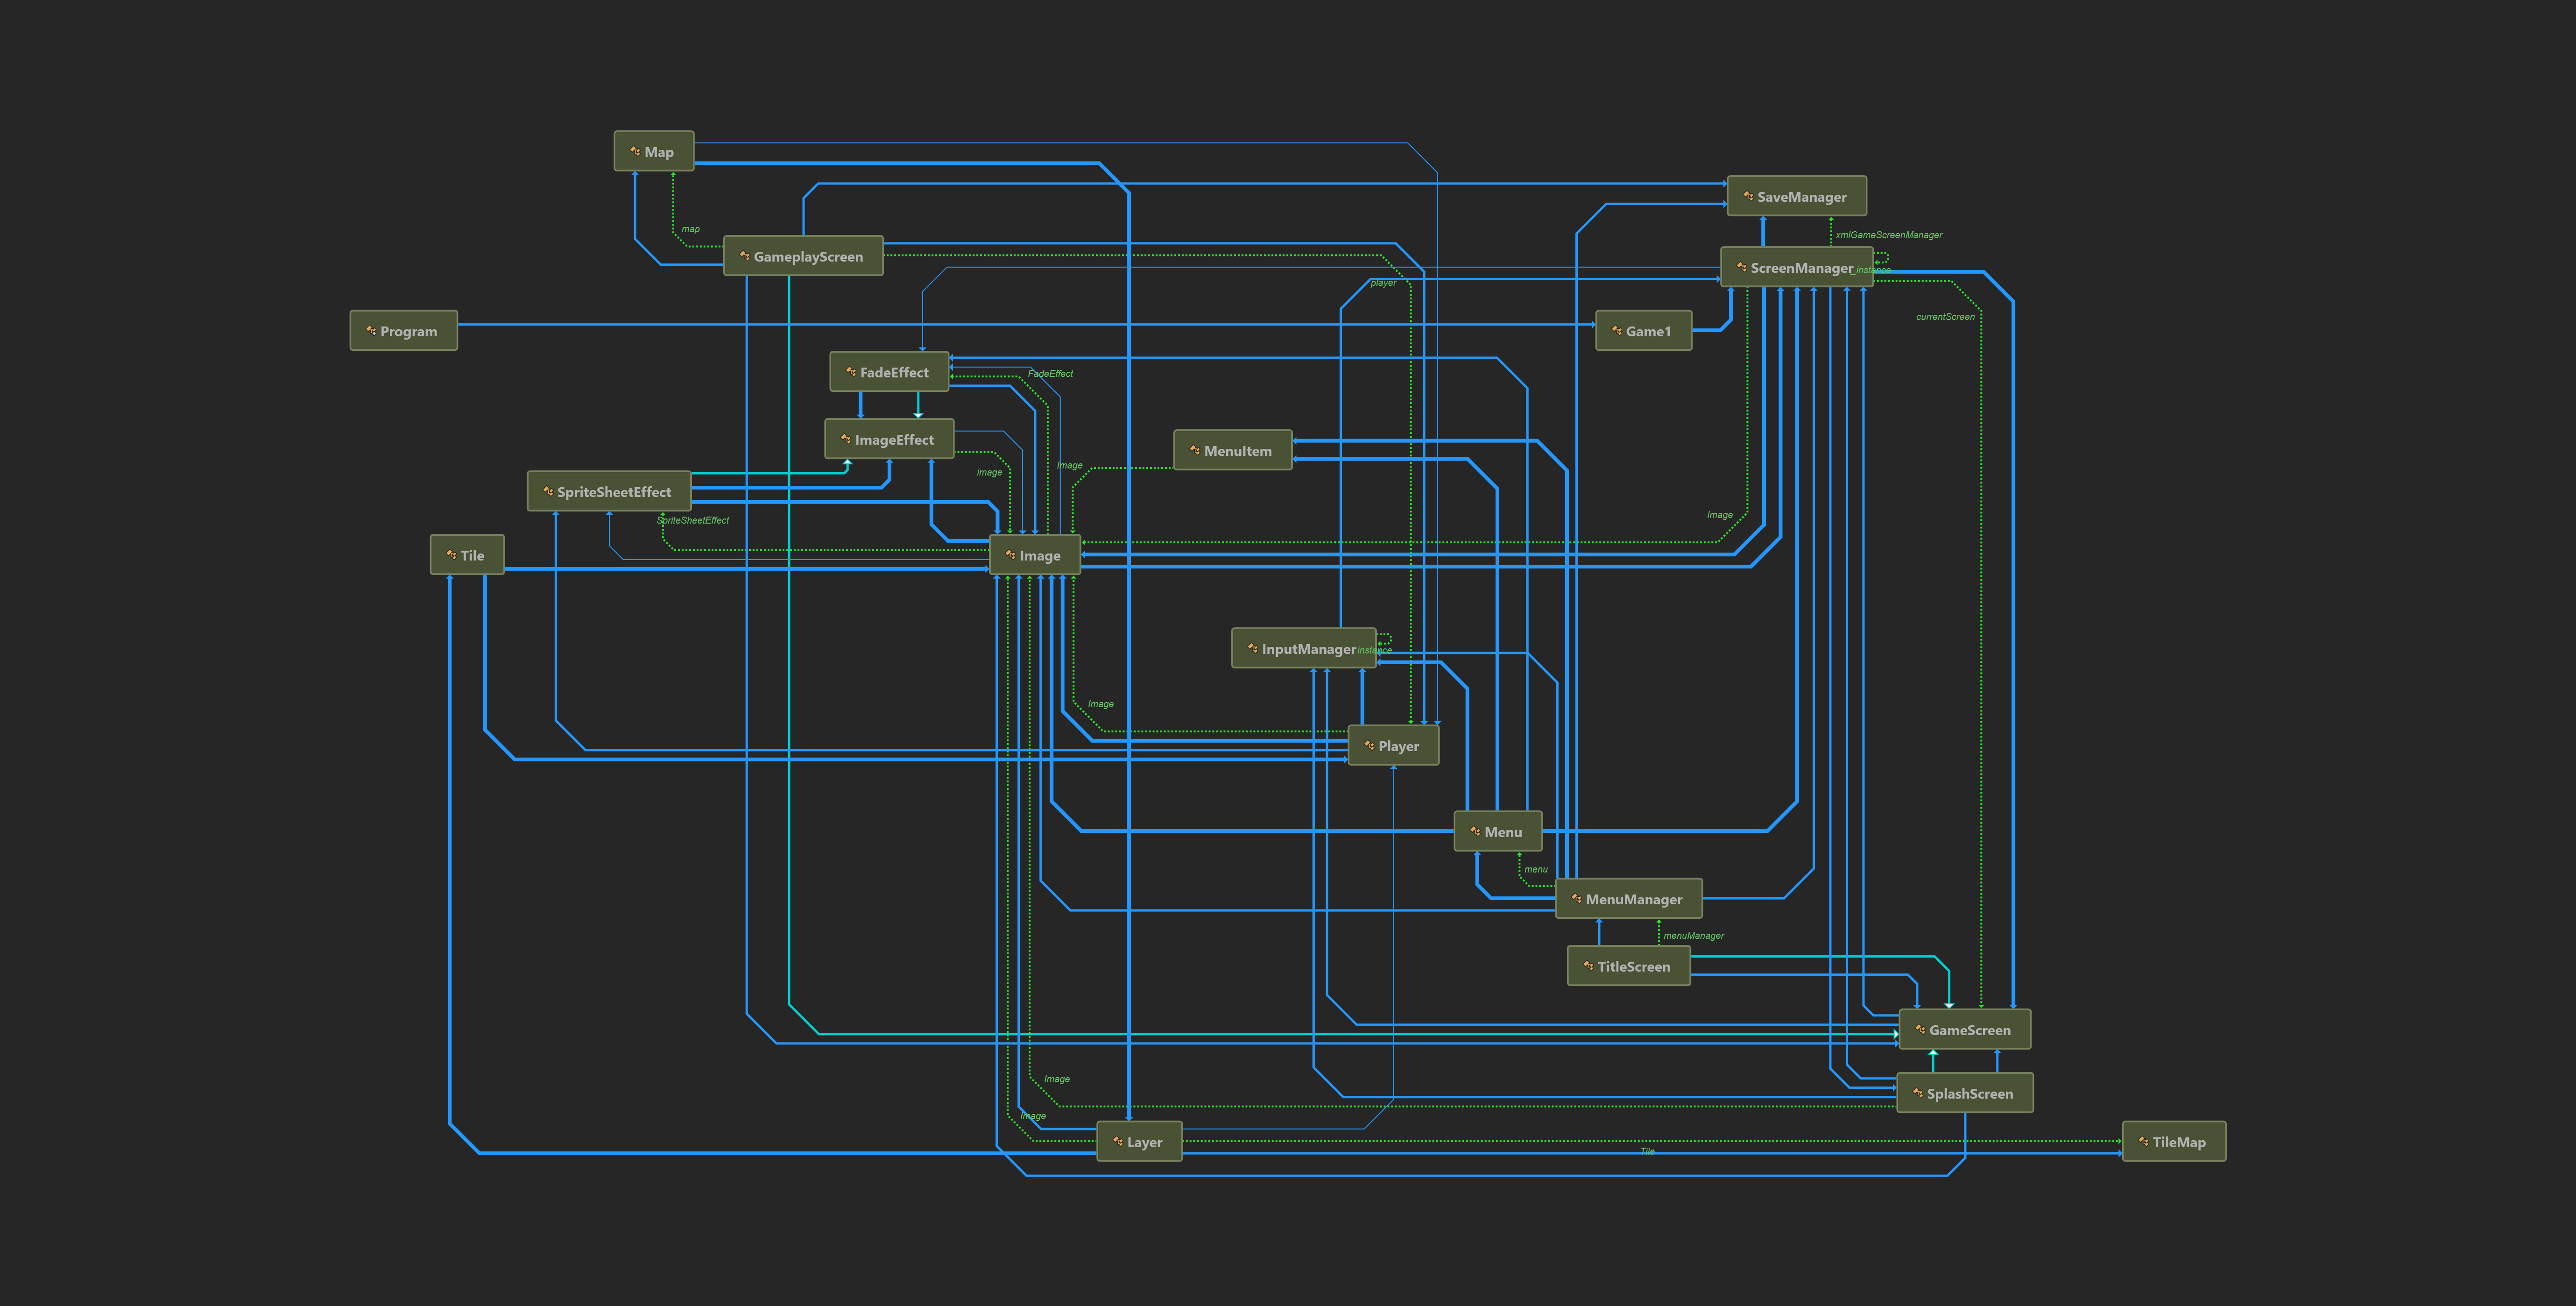 Map
SaveManager
map
xmlGameScreenManager
GameplayScreen
ScreenManager
_instance
player
currentScreen
Program
Game1
FadeEffect
FadeEffect
ImageEffect
MenuItem
image
Image
SpriteSheetEffect
SpriteSheetEffect
Image
Tile
Image
InputManager
instance
Image
Player
Menu
menu
MenuManager
menuManager
TitleScreen
GameScreen
Image
SplashScreen
Image
Layer
Tile
TileMap